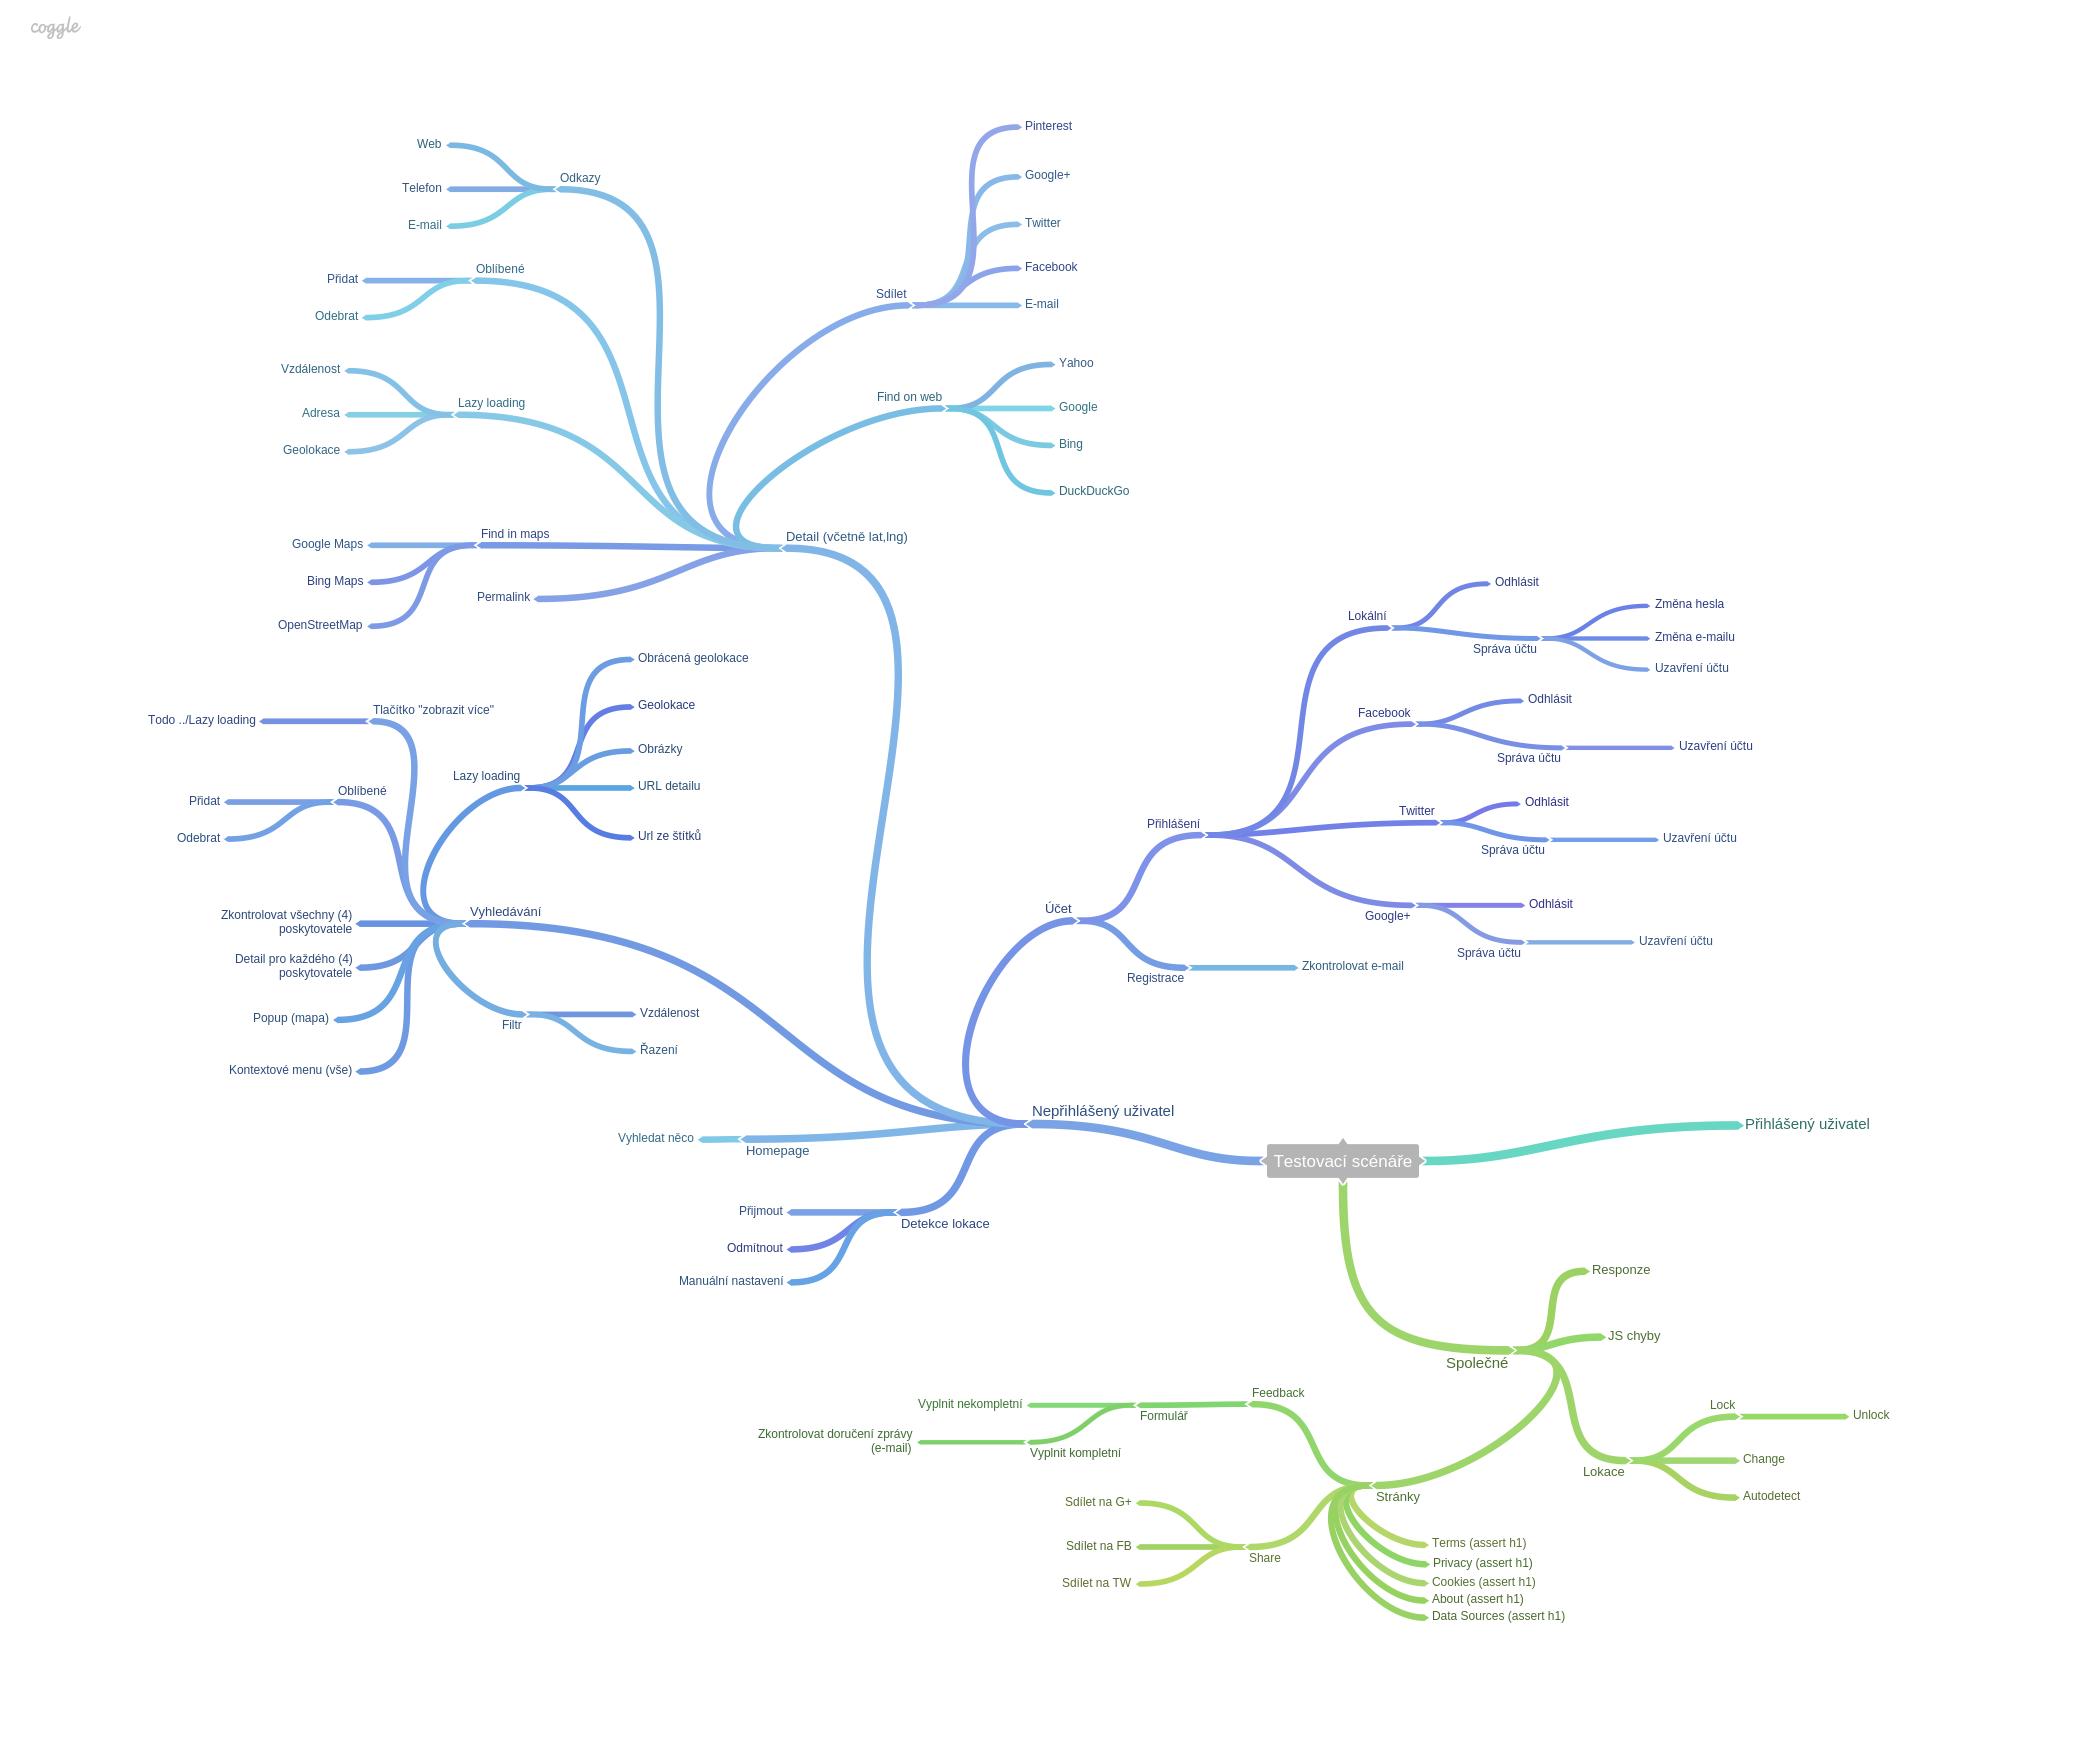 coggle
Testovací scénáře
Nepřihlášený uživatel
Detail (včetně lat,lng)
Odkazy
Web
Telefon
E-mail
Oblíbené
Přidat
Odebrat
Lazy loading
Vzdálenost
Adresa
Geolokace
Find in maps
Google Maps
Bing Maps
OpenStreetMap
Permalink
Sdílet
Pinterest
Google+
Twitter
Facebook
E-mail
Find on web
Yahoo
Google
Bing
DuckDuckGo
Vyhledávání
Tlačítko "zobrazit více"
Todo ../Lazy loading
Oblíbené
Přidat
Odebrat
Lazy loading
Obrácená geolokace
Geolokace
Obrázky
URL detailu
Url ze štítků
Zkontrolovat všechny (4)
poskytovatele
Detail pro každého (4)
poskytovatele
Popup (mapa)
Kontextové menu (vše)
Filtr
Vzdálenost
Řazení
Homepage
Vyhledat něco
Detekce lokace
Přijmout
Odmítnout
Manuální nastavení
Účet
Přihlášení
Lokální
Odhlásit
Správa účtu
Změna hesla
Změna e-mailu
Uzavření účtu
Facebook
Odhlásit
Správa účtu
Uzavření účtu
Twitter
Odhlásit
Správa účtu
Uzavření účtu
Google+
Odhlásit
Správa účtu
Uzavření účtu
Registrace
Zkontrolovat e-mail
Přihlášený uživatel
Společné
Responze
JS chyby
Lokace
Lock
Unlock
Change
Autodetect
Stránky
Feedback
Formulář
Vyplnit nekompletní
Vyplnit kompletní
Zkontrolovat doručení zprávy
(e-mail)
Share
Sdílet na G+
Sdílet na FB
Sdílet na TW
Terms (assert h1)
Privacy (assert h1)
Cookies (assert h1)
About (assert h1)
Data Sources (assert h1)